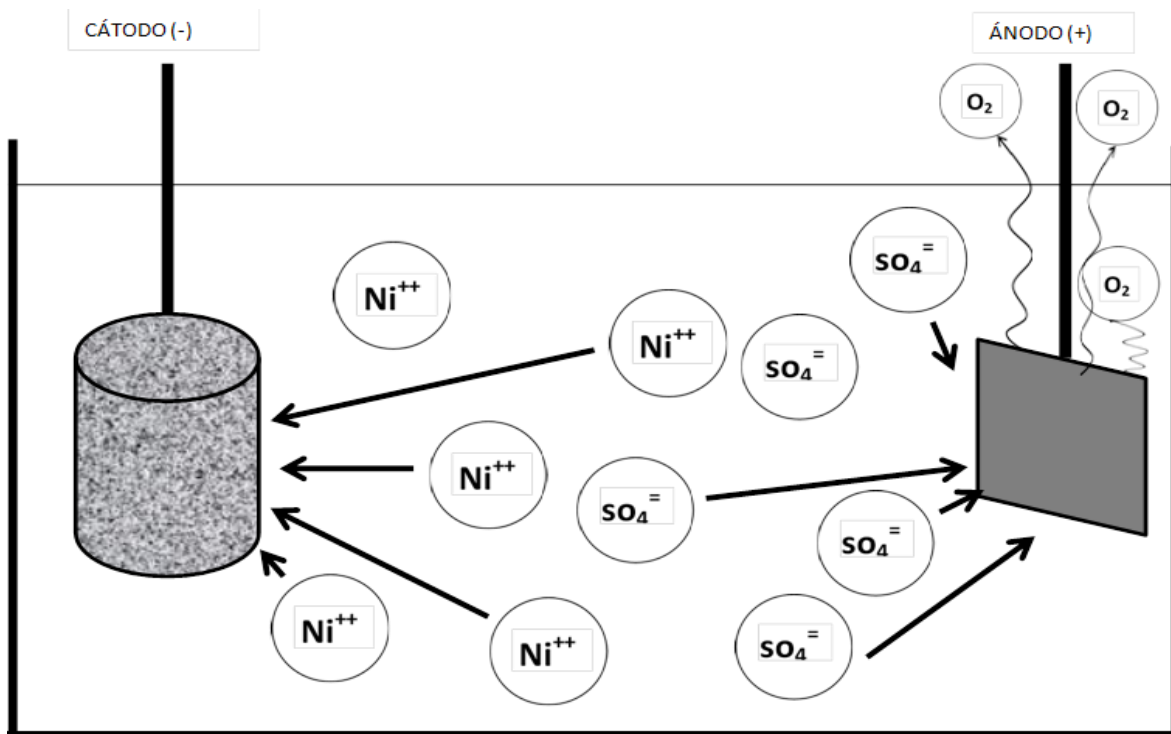 CÁTODO (-)
ÁNODO (+)
O₂
O₂
SO₄⁼
Ni⁺⁺
O₂
Ni⁺⁺
SO₄⁼
Ni⁺⁺
SO₄⁼
SO₄⁼
Ni⁺⁺
Ni⁺⁺
SO₄⁼